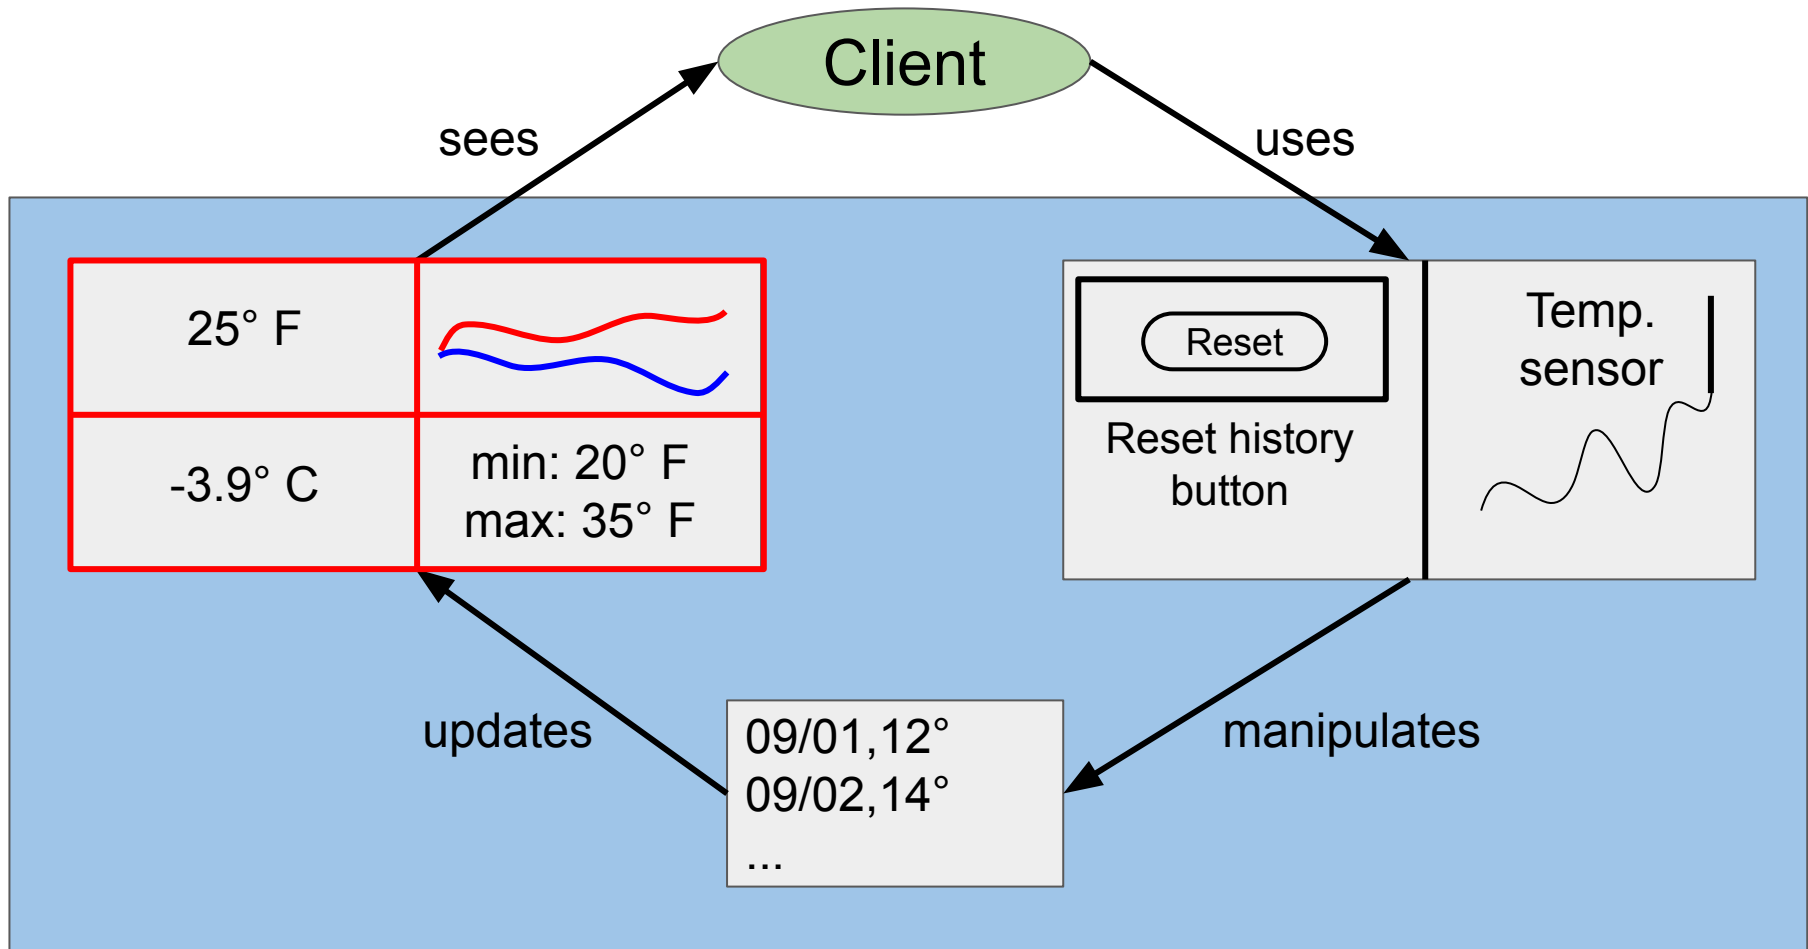 Client
sees
uses
25° F
-3.9° C
min: 20° F
max: 35° F
Reset
Reset history
button
Temp.
sensor
updates
manipulates
09/01,12°
09/02,14°
...